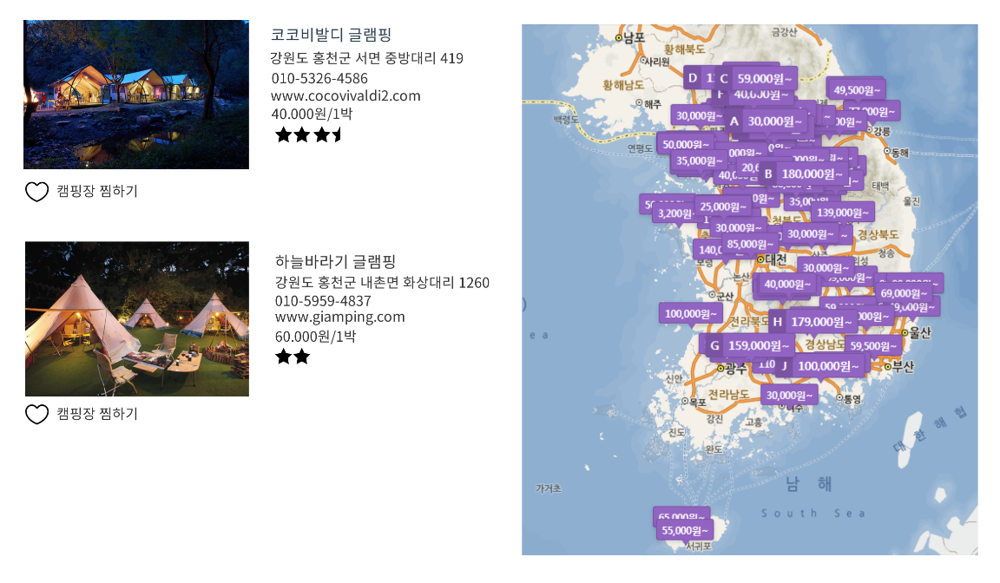 코코비발디 글램핑
강원도 홍천군 서면 중방대리 419
010-5326-4586
www.cocovivaldi2.com
40.000원/1박
캠핑장 찜하기
하늘바라기 글램핑
강원도 홍천군 내촌면 화상대리 1260
010-5959-4837
www.giamping.com
60.000원/1박
캠핑장 찜하기
금강산
남포
황해북도
사리원
D
C 59,000원~
황해남도
40,000원~
49,500원~
해주
30,000원~
A 30,000원~
백령도
강릉
50,000원~
연평도
동해
35,000원~
B 180,000원~
태백
울진
25,000원~
35,000원~
3,200원~
139,000원~
30,000원~
30,000원~
경상북도
85,000원~
청송
보령
대전
30,000원~
논산
40,000원~
69,000원~
군산
100,000원~
전라북도
H 179,000원~
울산
G 159,000원~
경상남도
59,500원~
광주
110
J 100,000원~
부산
신안
전라남도
30,000원~
목포
여수
통영
강진
고흥
진도
완도
대한해협
가거초
남해
South Sea
65,000원~
55,000원~
서귀포